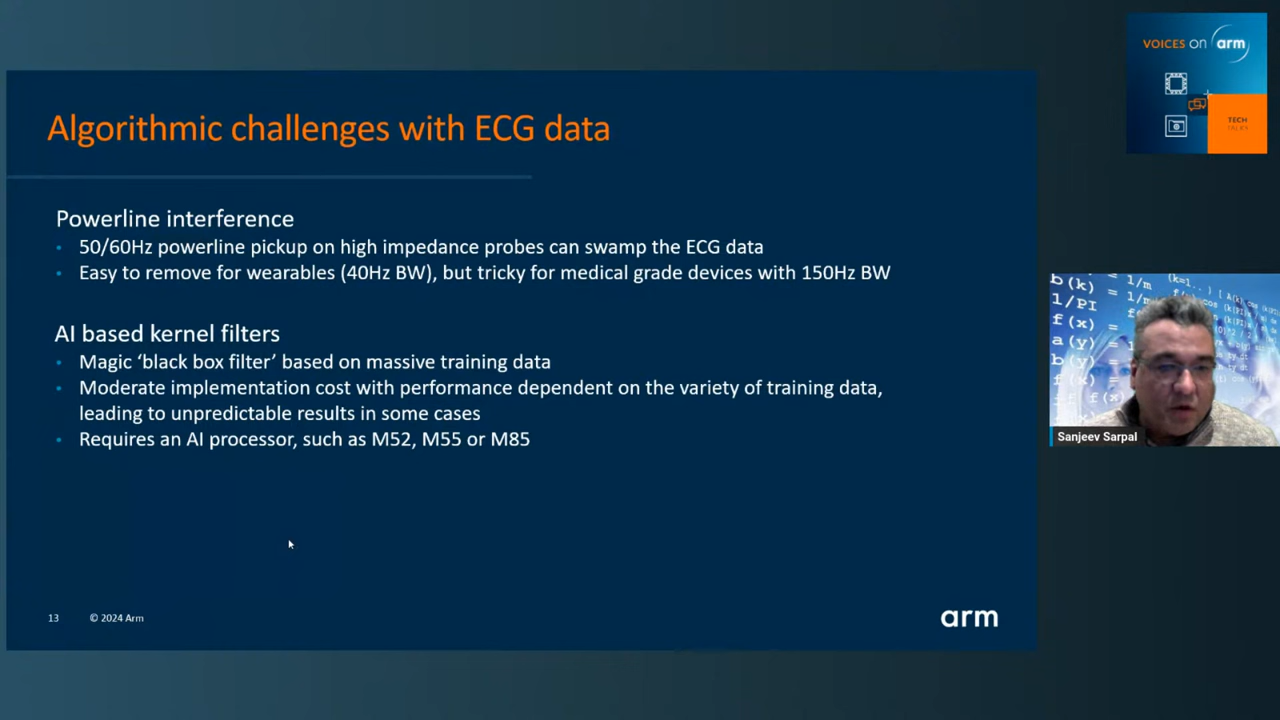 VOICES on arm
TECH
TALKS
Algorithmic challenges with ECG data
Powerline interference
• 50/60Hz powerline pickup on high impedance probes can swamp the ECG data
• Easy to remove for wearables (40Hz BW), but tricky for medical grade devices with 150Hz BW
AI based kernel filters
• Magic ‘black box filter’ based on massive training data
• Moderate implementation cost with performance dependent on the variety of training data,
leading to unpredictable results in some cases
• Requires an AI processor, such as M52, M55 or M85
b(k)
1/PI
f(x)
a(y)
b(y)
Sanjeev Sarpal
13 © 2024 Arm
arm